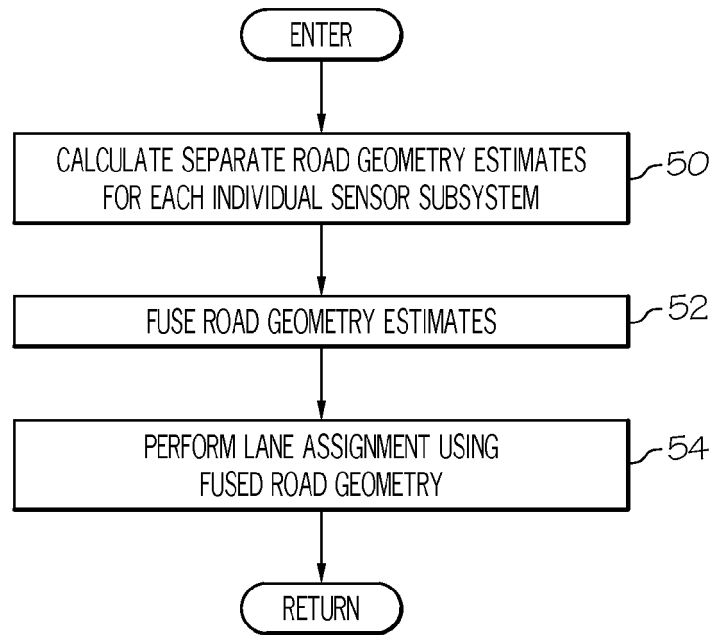 ENTER
CALCULATE SEPARATE ROAD GEOMETRY ESTIMATES
FOR EACH INDIVIDUAL SENSOR SUBSYSTEM
50
FUSE ROAD GEOMETRY ESTIMATES
52
PERFORM LANE ASSIGNMENT USING
FUSED ROAD GEOMETRY
54
RETURN